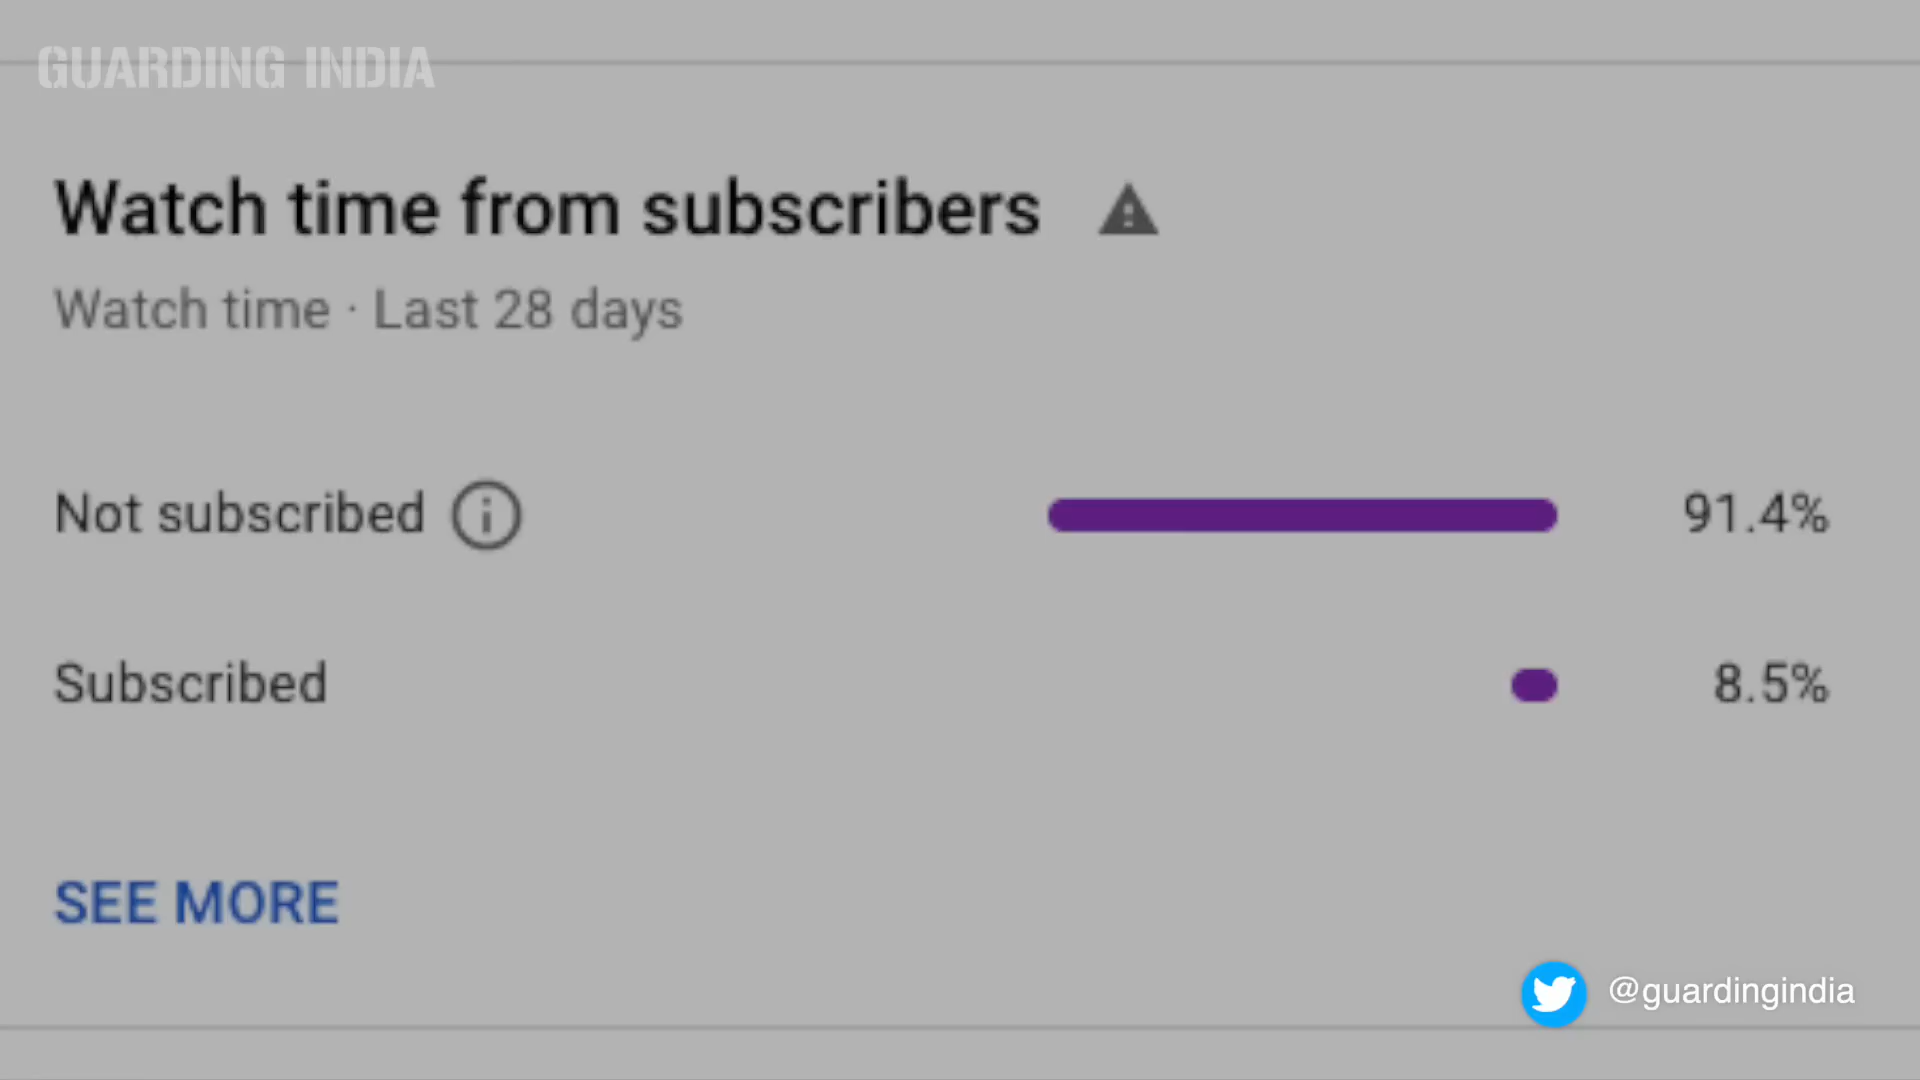 GUARDING INDIA
Watch time from subscribers
Watch time · Last 28 days
Not subscribed 91.4%
Subscribed 8.5%
SEE MORE
@guardingindia